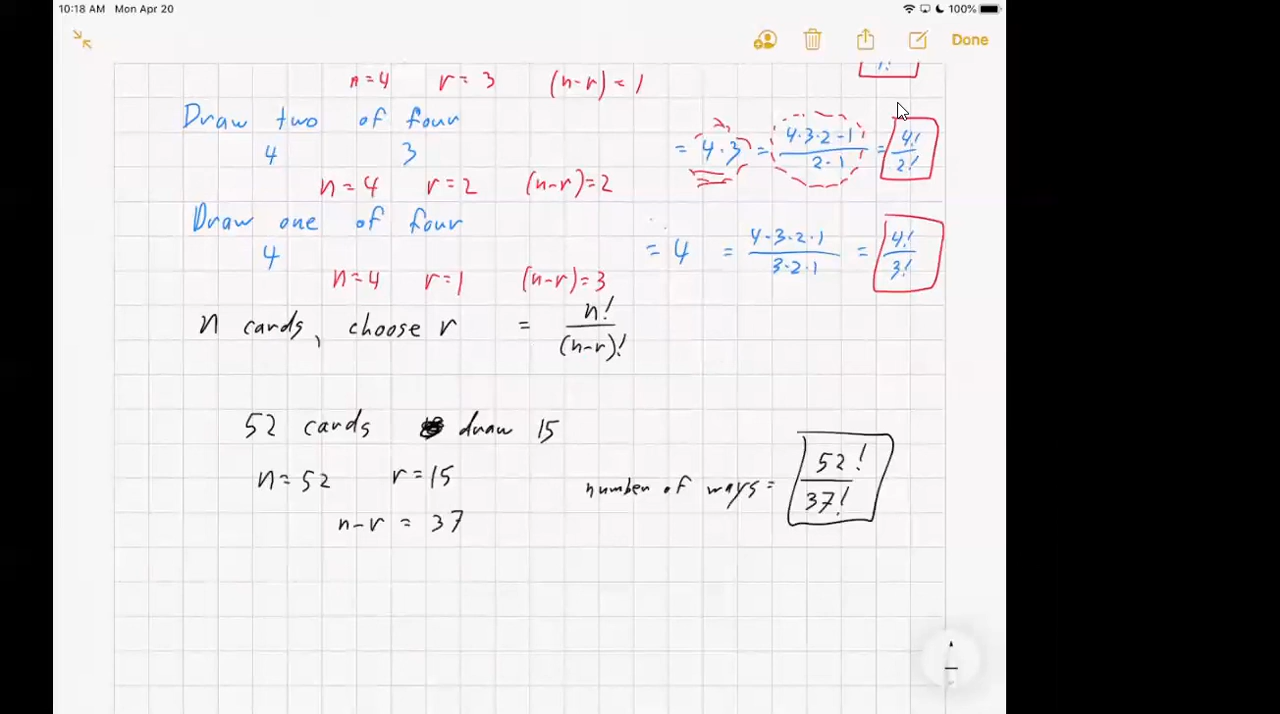 10:18 AM Mon Apr 20 100%
Done
1!
n=4 r=3 (n-r)=1
Draw two of four
4 3 = 4·3 = 4·3·2·1 / 2·1 = 4!/2!
2
n=4 r=2 (n-r)=2
Draw one of four
4 = 4 = 4·3·2·1 / 3·2·1 = 4!/3!
n=4 r=1 (n-r)=3
n cards, choose r = n!/(n-r)!
52 cards draw 15
n=52 r=15
number of ways = 52!/37!
n-r = 37